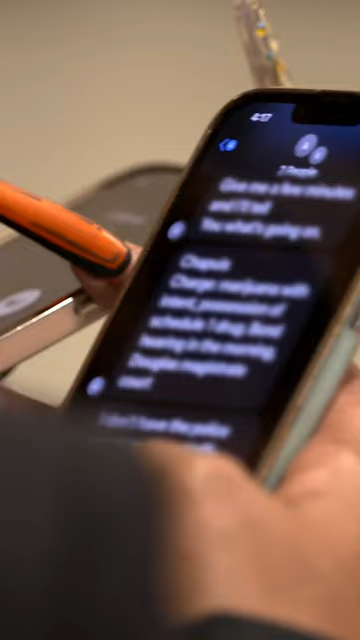 4:17
2 People
Give me a few minutes
and I'll tell
You what's going on.
Charge: marijuana with
intent, possession of
schedule 1 drug. Bond
hearing in the morning,
Douglas magistrate
court
I don't have the police